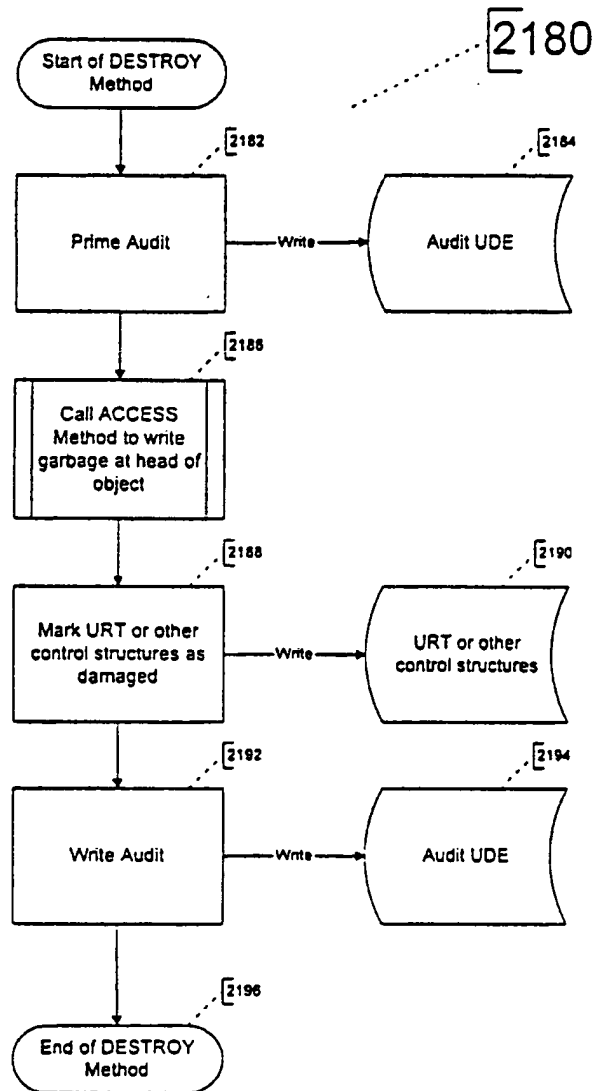 2180
Start of DESTROY
Method
2182
2184
Prime Audit
Write
Audit UDE
2186
Call ACCESS
Method to write
garbage at head of
object
2188
2190
Mark URT or other
control structures as
damaged
Write
URT or other
control structures
2192
2194
Write Audit
Write
Audit UDE
2196
End of DESTROY
Method